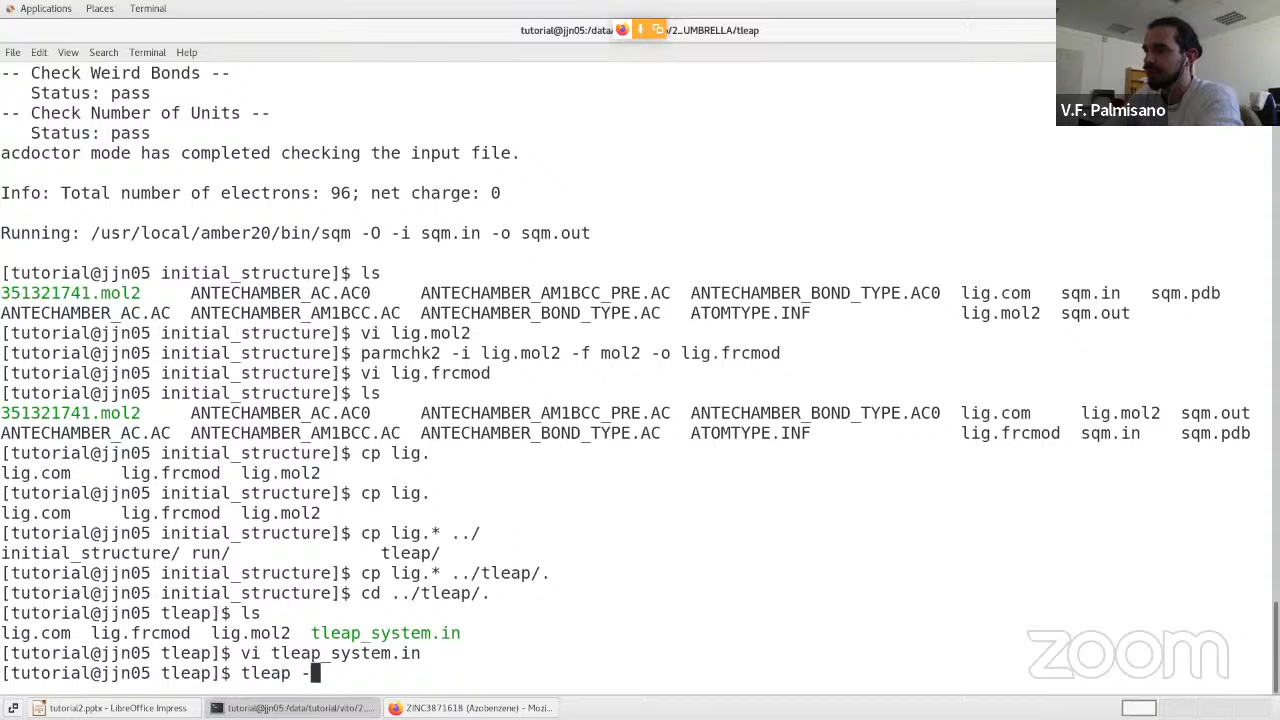 Applications Places Terminal
tutorial@jjn05:/data/ /2_UMBRELLA/tleap
File Edit View Search Terminal Help
-- Check Weird Bonds --
Status: pass
-- Check Number of Units --
Status: pass
acdoctor mode has completed checking the input file.
Info: Total number of electrons: 96; net charge: 0
Running: /usr/local/amber20/bin/sqm -O -i sqm.in -o sqm.out
[tutorial@jjn05 initial_structure]$ ls
351321741.mol2 ANTECHAMBER_AC.AC0 ANTECHAMBER_AM1BCC_PRE.AC ANTECHAMBER_BOND_TYPE.AC0 lig.com sqm.in sqm.pdb
ANTECHAMBER_AC.AC ANTECHAMBER_AM1BCC.AC ANTECHAMBER_BOND_TYPE.AC ATOMTYPE.INF lig.mol2 sqm.out
[tutorial@jjn05 initial_structure]$ vi lig.mol2
[tutorial@jjn05 initial_structure]$ parmchk2 -i lig.mol2 -f mol2 -o lig.frcmod
[tutorial@jjn05 initial_structure]$ vi lig.frcmod
[tutorial@jjn05 initial_structure]$ ls
351321741.mol2 ANTECHAMBER_AC.AC0 ANTECHAMBER_AM1BCC_PRE.AC ANTECHAMBER_BOND_TYPE.AC0 lig.com lig.mol2 sqm.out
ANTECHAMBER_AC.AC ANTECHAMBER_AM1BCC.AC ANTECHAMBER_BOND_TYPE.AC ATOMTYPE.INF lig.frcmod sqm.in sqm.pdb
[tutorial@jjn05 initial_structure]$ cp lig.
lig.com lig.frcmod lig.mol2
[tutorial@jjn05 initial_structure]$ cp lig.
lig.com lig.frcmod lig.mol2
[tutorial@jjn05 initial_structure]$ cp lig.* ../
initial_structure/ run/ tleap/
[tutorial@jjn05 initial_structure]$ cp lig.* ../tleap/.
[tutorial@jjn05 initial_structure]$ cd ../tleap/.
[tutorial@jjn05 tleap]$ ls
lig.com lig.frcmod lig.mol2 tleap_system.in
[tutorial@jjn05 tleap]$ vi tleap_system.in
[tutorial@jjn05 tleap]$ tleap -
V.F. Palmisano
zoom
tutorial2.pptx - LibreOffice Impress tutorial@jjn05:/data/tutorial/vito/2... ZINC3871618 (Azobenzene) - Mozi...